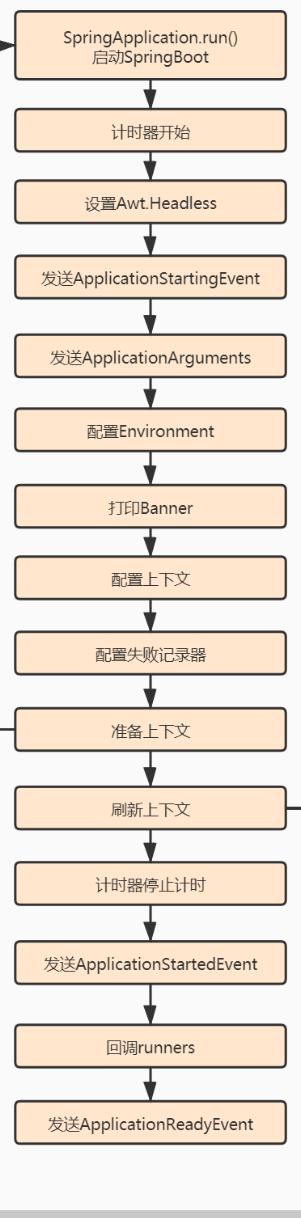 SpringApplication.run()
启动SpringBoot
计时器开始
设置Awt.Headless
发送ApplicationStartingEvent
发送ApplicationArguments
配置Environment
打印Banner
配置上下文
配置失败记录器
准备上下文
刷新上下文
计时器停止计时
发送ApplicationStartedEvent
回调runners
发送ApplicationReadyEvent